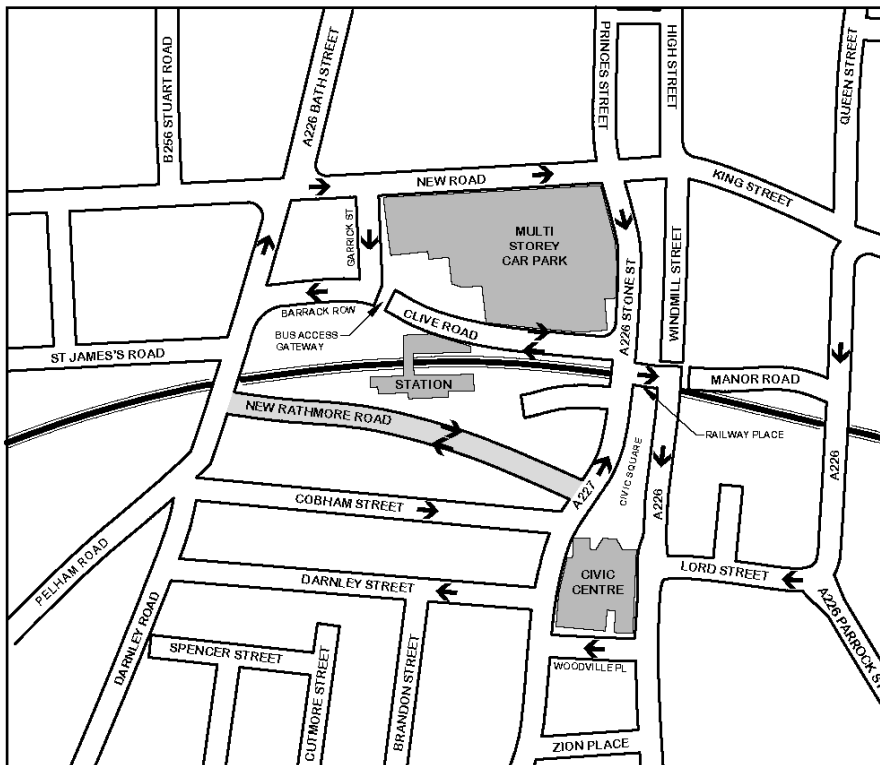 B256 STUART ROAD
A226 BATH STREET
PRINCES STREET
HIGH STREET
QUEEN STREET
NEW ROAD
KING STREET
GARRICK ST
MULTI
STOREY
CAR PARK
A226 STONE ST
WINDMILL STREET
BARRACK ROW
BUS ACCESS
GATEWAY
CLIVE ROAD
ST JAMES'S ROAD
STATION
MANOR ROAD
NEW RATHMORE ROAD
RAILWAY PLACE
CIVIC SQUARE
A227
A226
A226
COBHAM STREET
PELHAM ROAD
DARNLEY ROAD
DARNLEY STREET
CIVIC
CENTRE
LORD STREET
A226 PARROCK ST
SPENCER STREET
CUTMORE STREET
BRANDON STREET
WOODVILLE PL
ZION PLACE